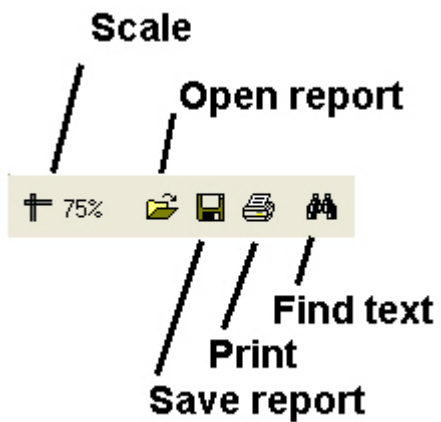 Scale
Open report
75%
Find text
Print
Save report